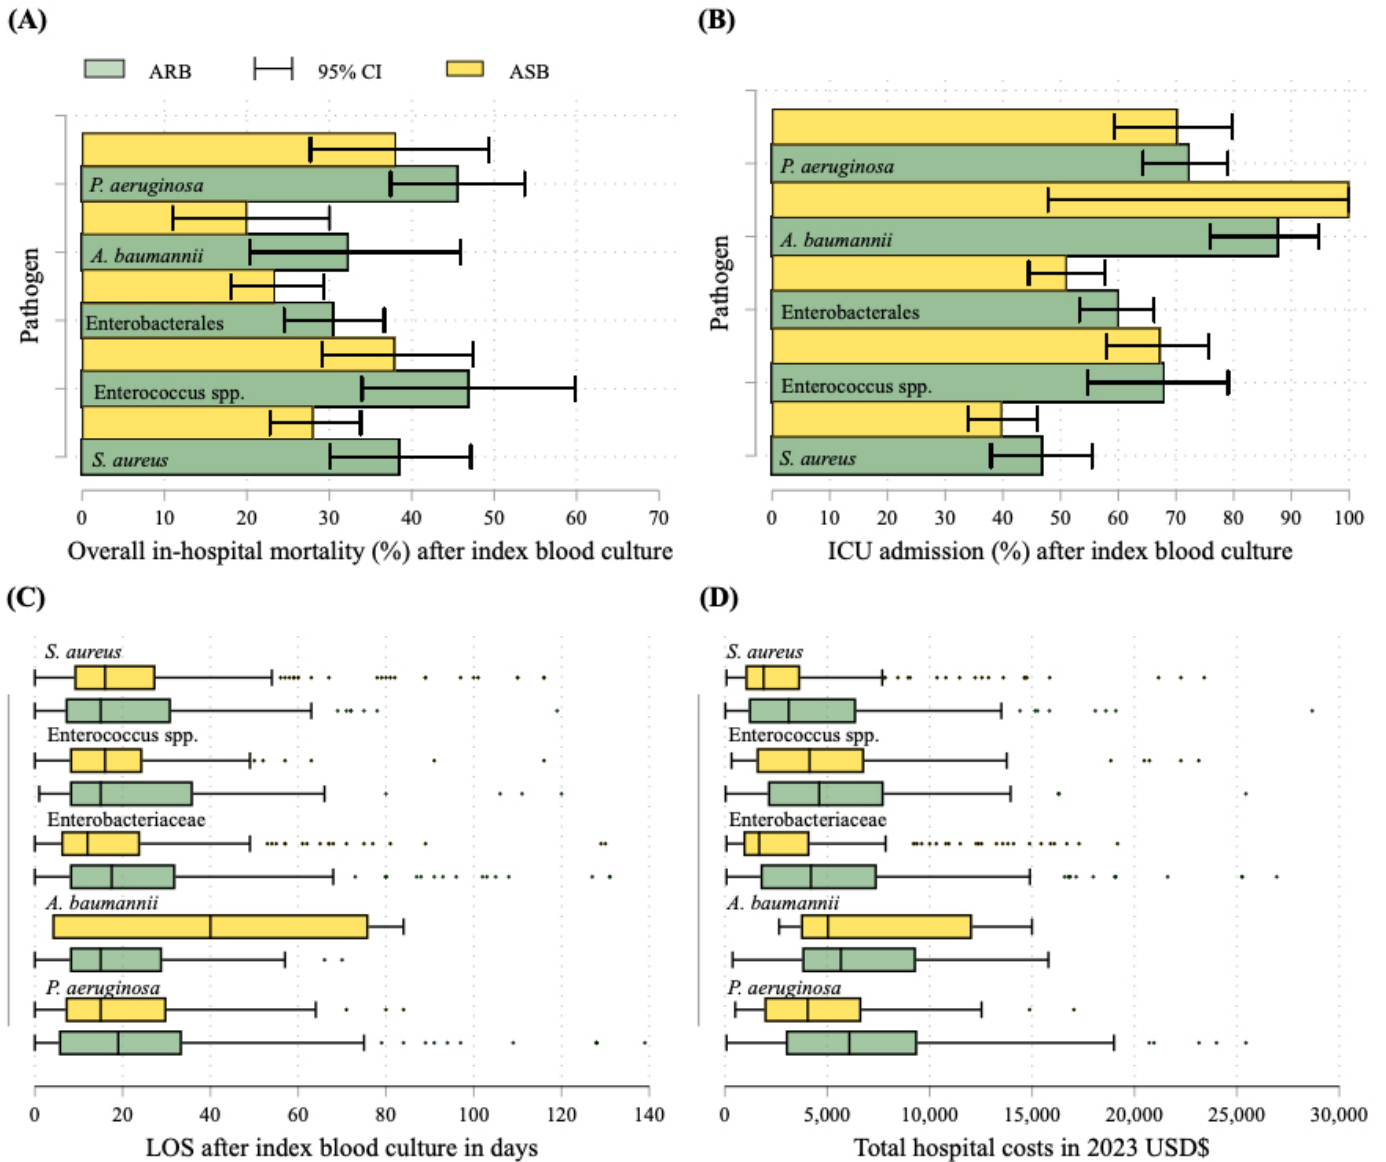 (A)
(B)
ARB
95% CI
ASB
P. aeruginosa
A. baumannii
Enterobacterales
Enterococcus spp.
S. aureus
Pathogen
0 10 20 30 40 50 60 70
Overall in-hospital mortality (%) after index blood culture
P. aeruginosa
A. baumannii
Enterobacterales
Enterococcus spp.
S. aureus
Pathogen
0 10 20 30 40 50 60 70 80 90 100
ICU admission (%) after index blood culture
(C)
(D)
S. aureus
Enterococcus spp.
Enterobacteriaceae
A. baumannii
P. aeruginosa
0 20 40 60 80 100 120 140
LOS after index blood culture in days
S. aureus
Enterococcus spp.
Enterobacteriaceae
A. baumannii
P. aeruginosa
0 5,000 10,000 15,000 20,000 25,000 30,000
Total hospital costs in 2023 USD$